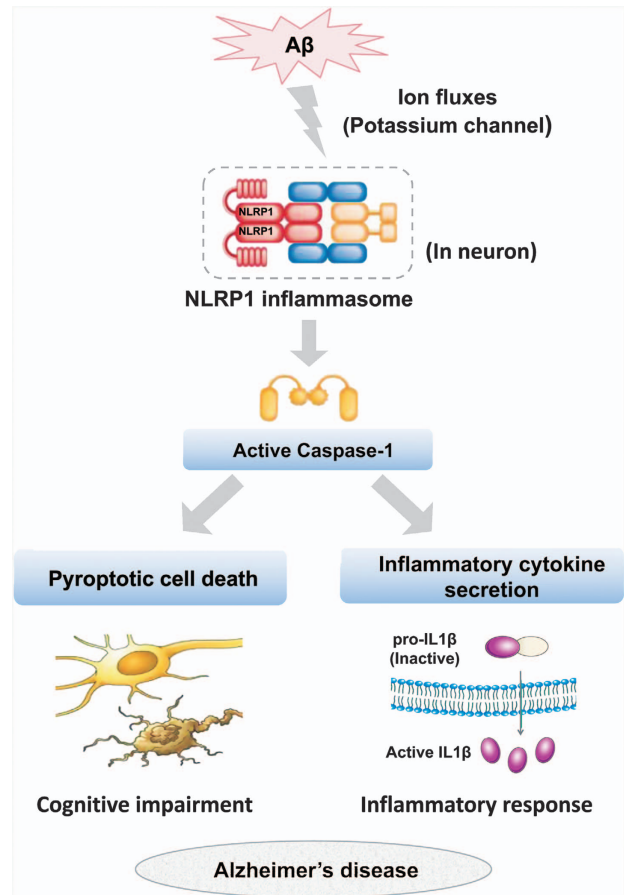 Aβ
Ion fluxes
(Potassium channel)
NLRP1
NLRP1
(In neuron)
NLRP1 inflammasome
Active Caspase-1
Pyroptotic cell death
Inflammatory cytokine
secretion
pro-IL1β
(Inactive)
Active IL1β
Cognitive impairment
Inflammatory response
Alzheimer's disease